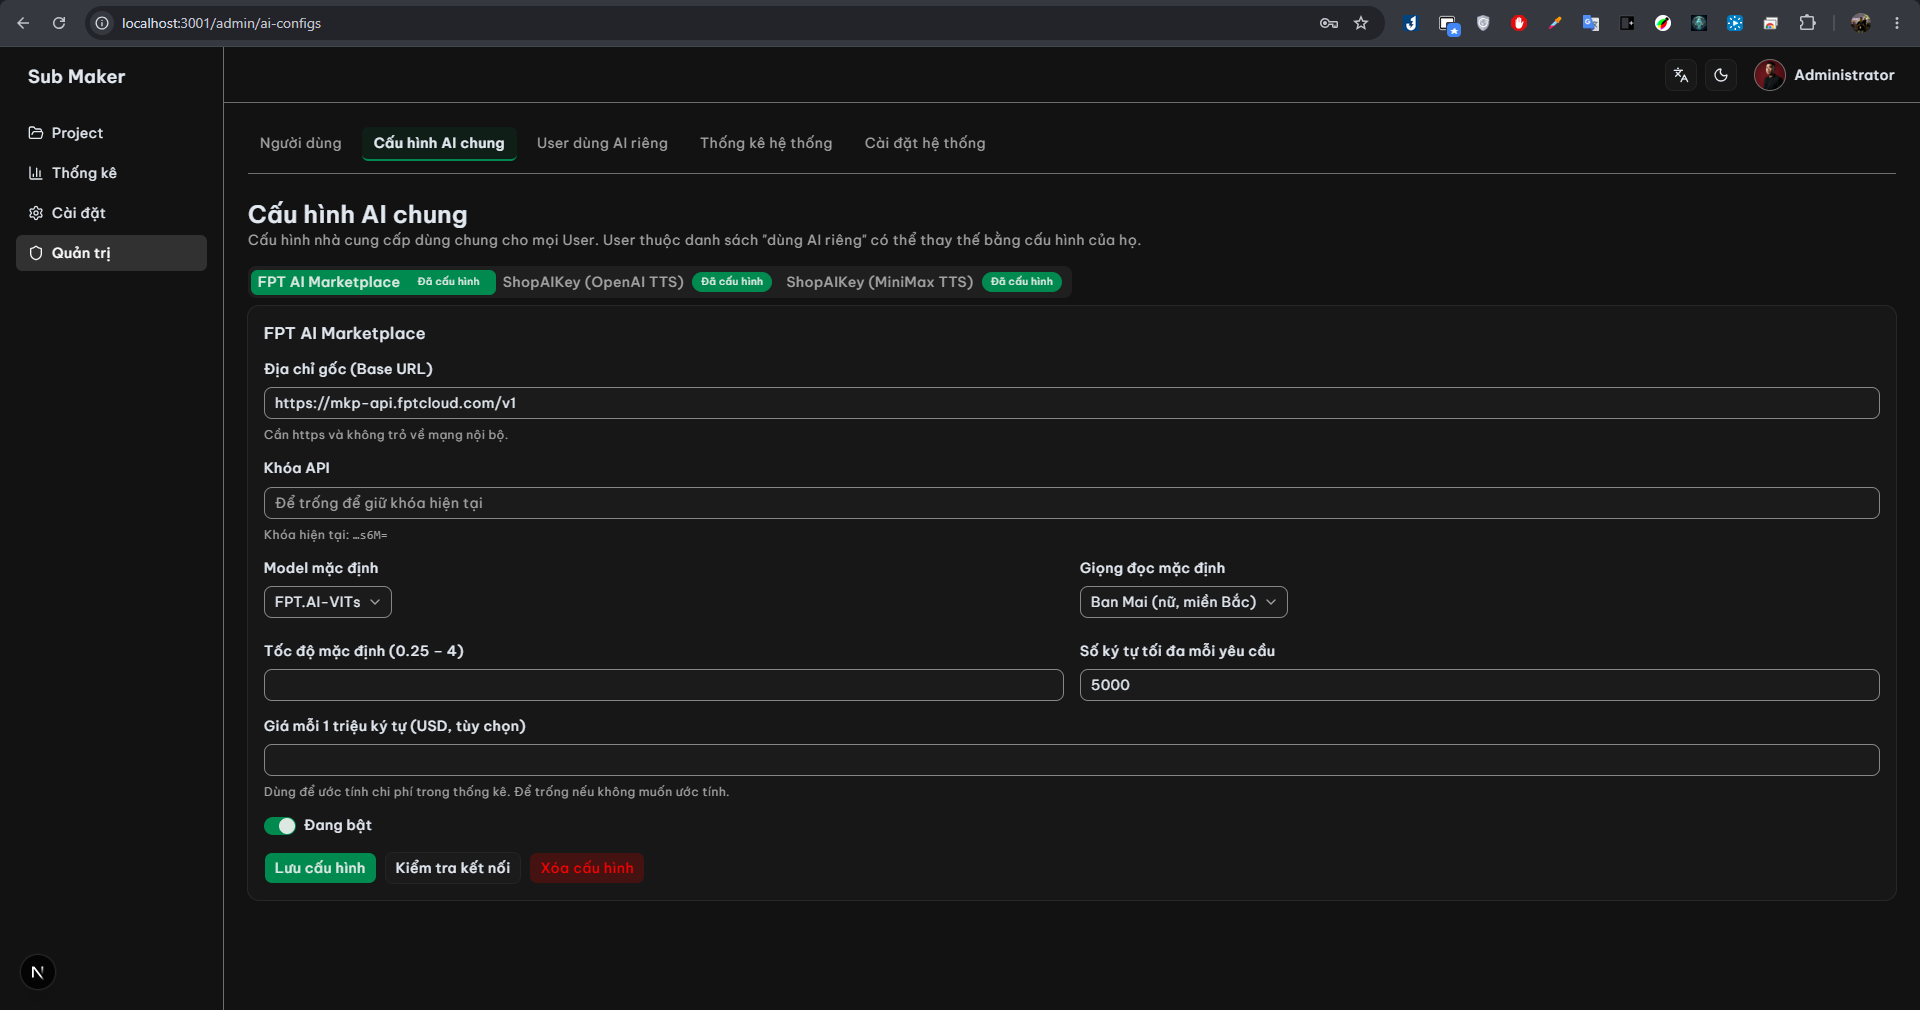 localhost:3001/admin/ai-configs
Sub Maker
Administrator
Project
Thống kê
Cài đặt
Quản trị
Người dùng
Cấu hình AI chung
User dùng AI riêng
Thống kê hệ thống
Cài đặt hệ thống
Cấu hình AI chung
Cấu hình nhà cung cấp dùng chung cho mọi User. User thuộc danh sách "dùng AI riêng" có thể thay thế bằng cấu hình của họ.
FPT AI Marketplace Đã cấu hình
ShopAIKey (OpenAI TTS) Đã cấu hình
ShopAIKey (MiniMax TTS) Đã cấu hình
FPT AI Marketplace
Địa chỉ gốc (Base URL)
https://mkp-api.fptcloud.com/v1
Cần https và không trỏ về mạng nội bộ.
Khóa API
Để trống để giữ khóa hiện tại
Khóa hiện tại: …s6M=
Model mặc định
FPT.AI-VITs
Giọng đọc mặc định
Ban Mai (nữ, miền Bắc)
Tốc độ mặc định (0.25 – 4)
Số ký tự tối đa mỗi yêu cầu
5000
Giá mỗi 1 triệu ký tự (USD, tùy chọn)
Dùng để ước tính chi phí trong thống kê. Để trống nếu không muốn ước tính.
Đang bật
Lưu cấu hình
Kiểm tra kết nối
Xóa cấu hình
N